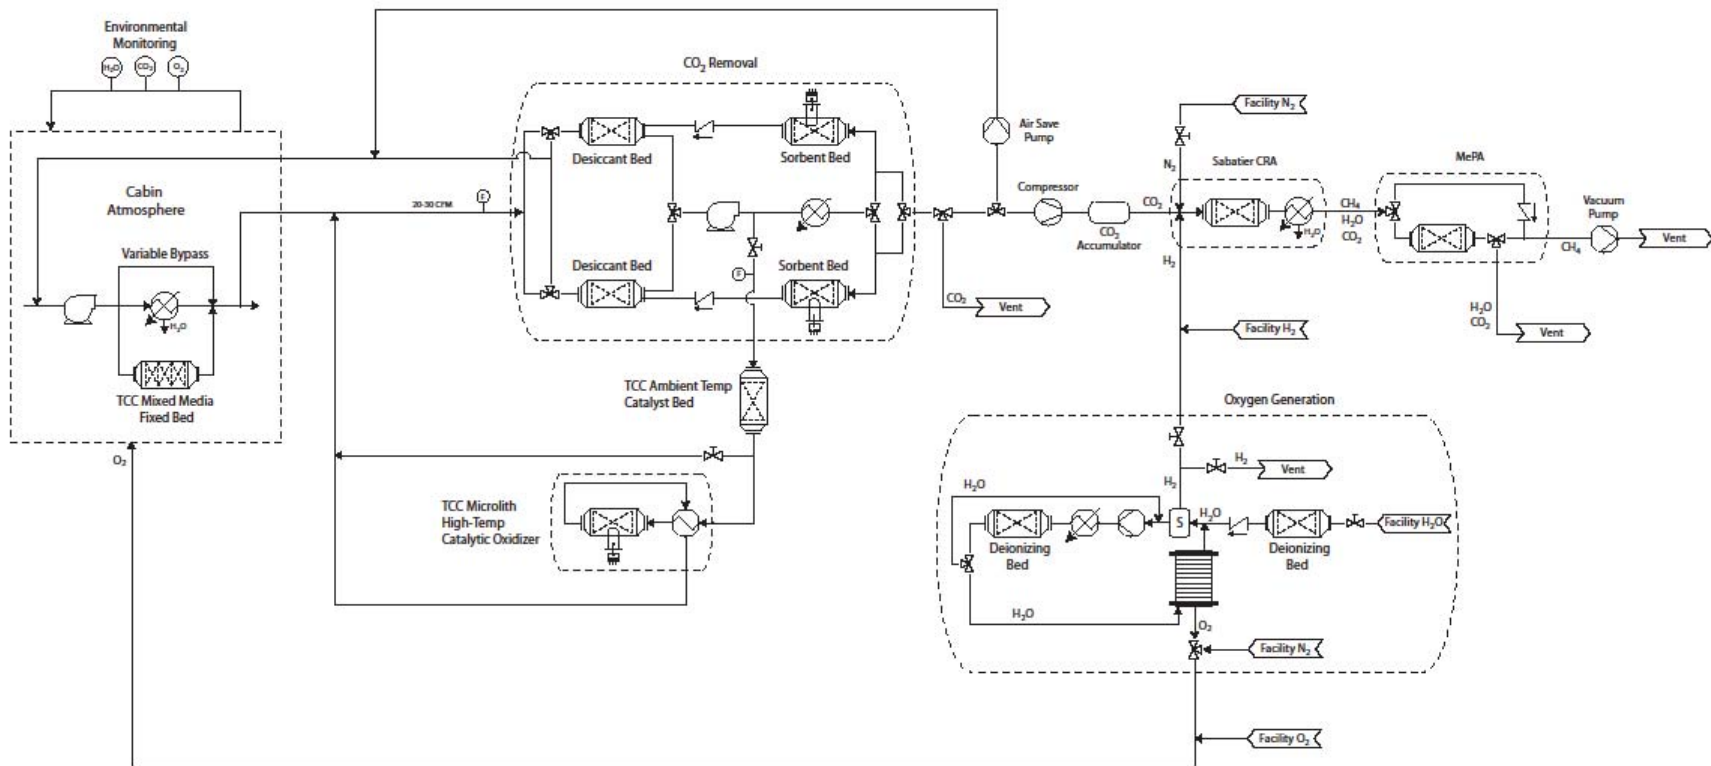 Environmental
Monitoring
H₂O
CO₂
O₂
CO₂ Removal
Facility N₂
Air Save
Pump
Desiccant Bed
Sorbent Bed
N₂
Sabatier CRA
MePA
Cabin
Atmosphere
20-30 CFM
F
Compressor
CO₂
CO₂
Accumulator
H₂O
CH₄
H₂O
CO₂
Vacuum
Pump
Vent
CH₄
Variable Bypass
H₂O
Desiccant Bed
Sorbent Bed
F
H₂
CO₂
Vent
H₂O
CO₂
Vent
Facility H₂
TCC Mixed Media
Fixed Bed
TCC Ambient Temp
Catalyst Bed
Oxygen Generation
O₂
H₂
Vent
H₂
H₂O
TCC Microlith
High-Temp
Catalytic Oxidizer
S
H₂O
Facility H₂O
Deionizing
Bed
Deionizing
Bed
H₂O
O₂
Facility N₂
Facility O₂